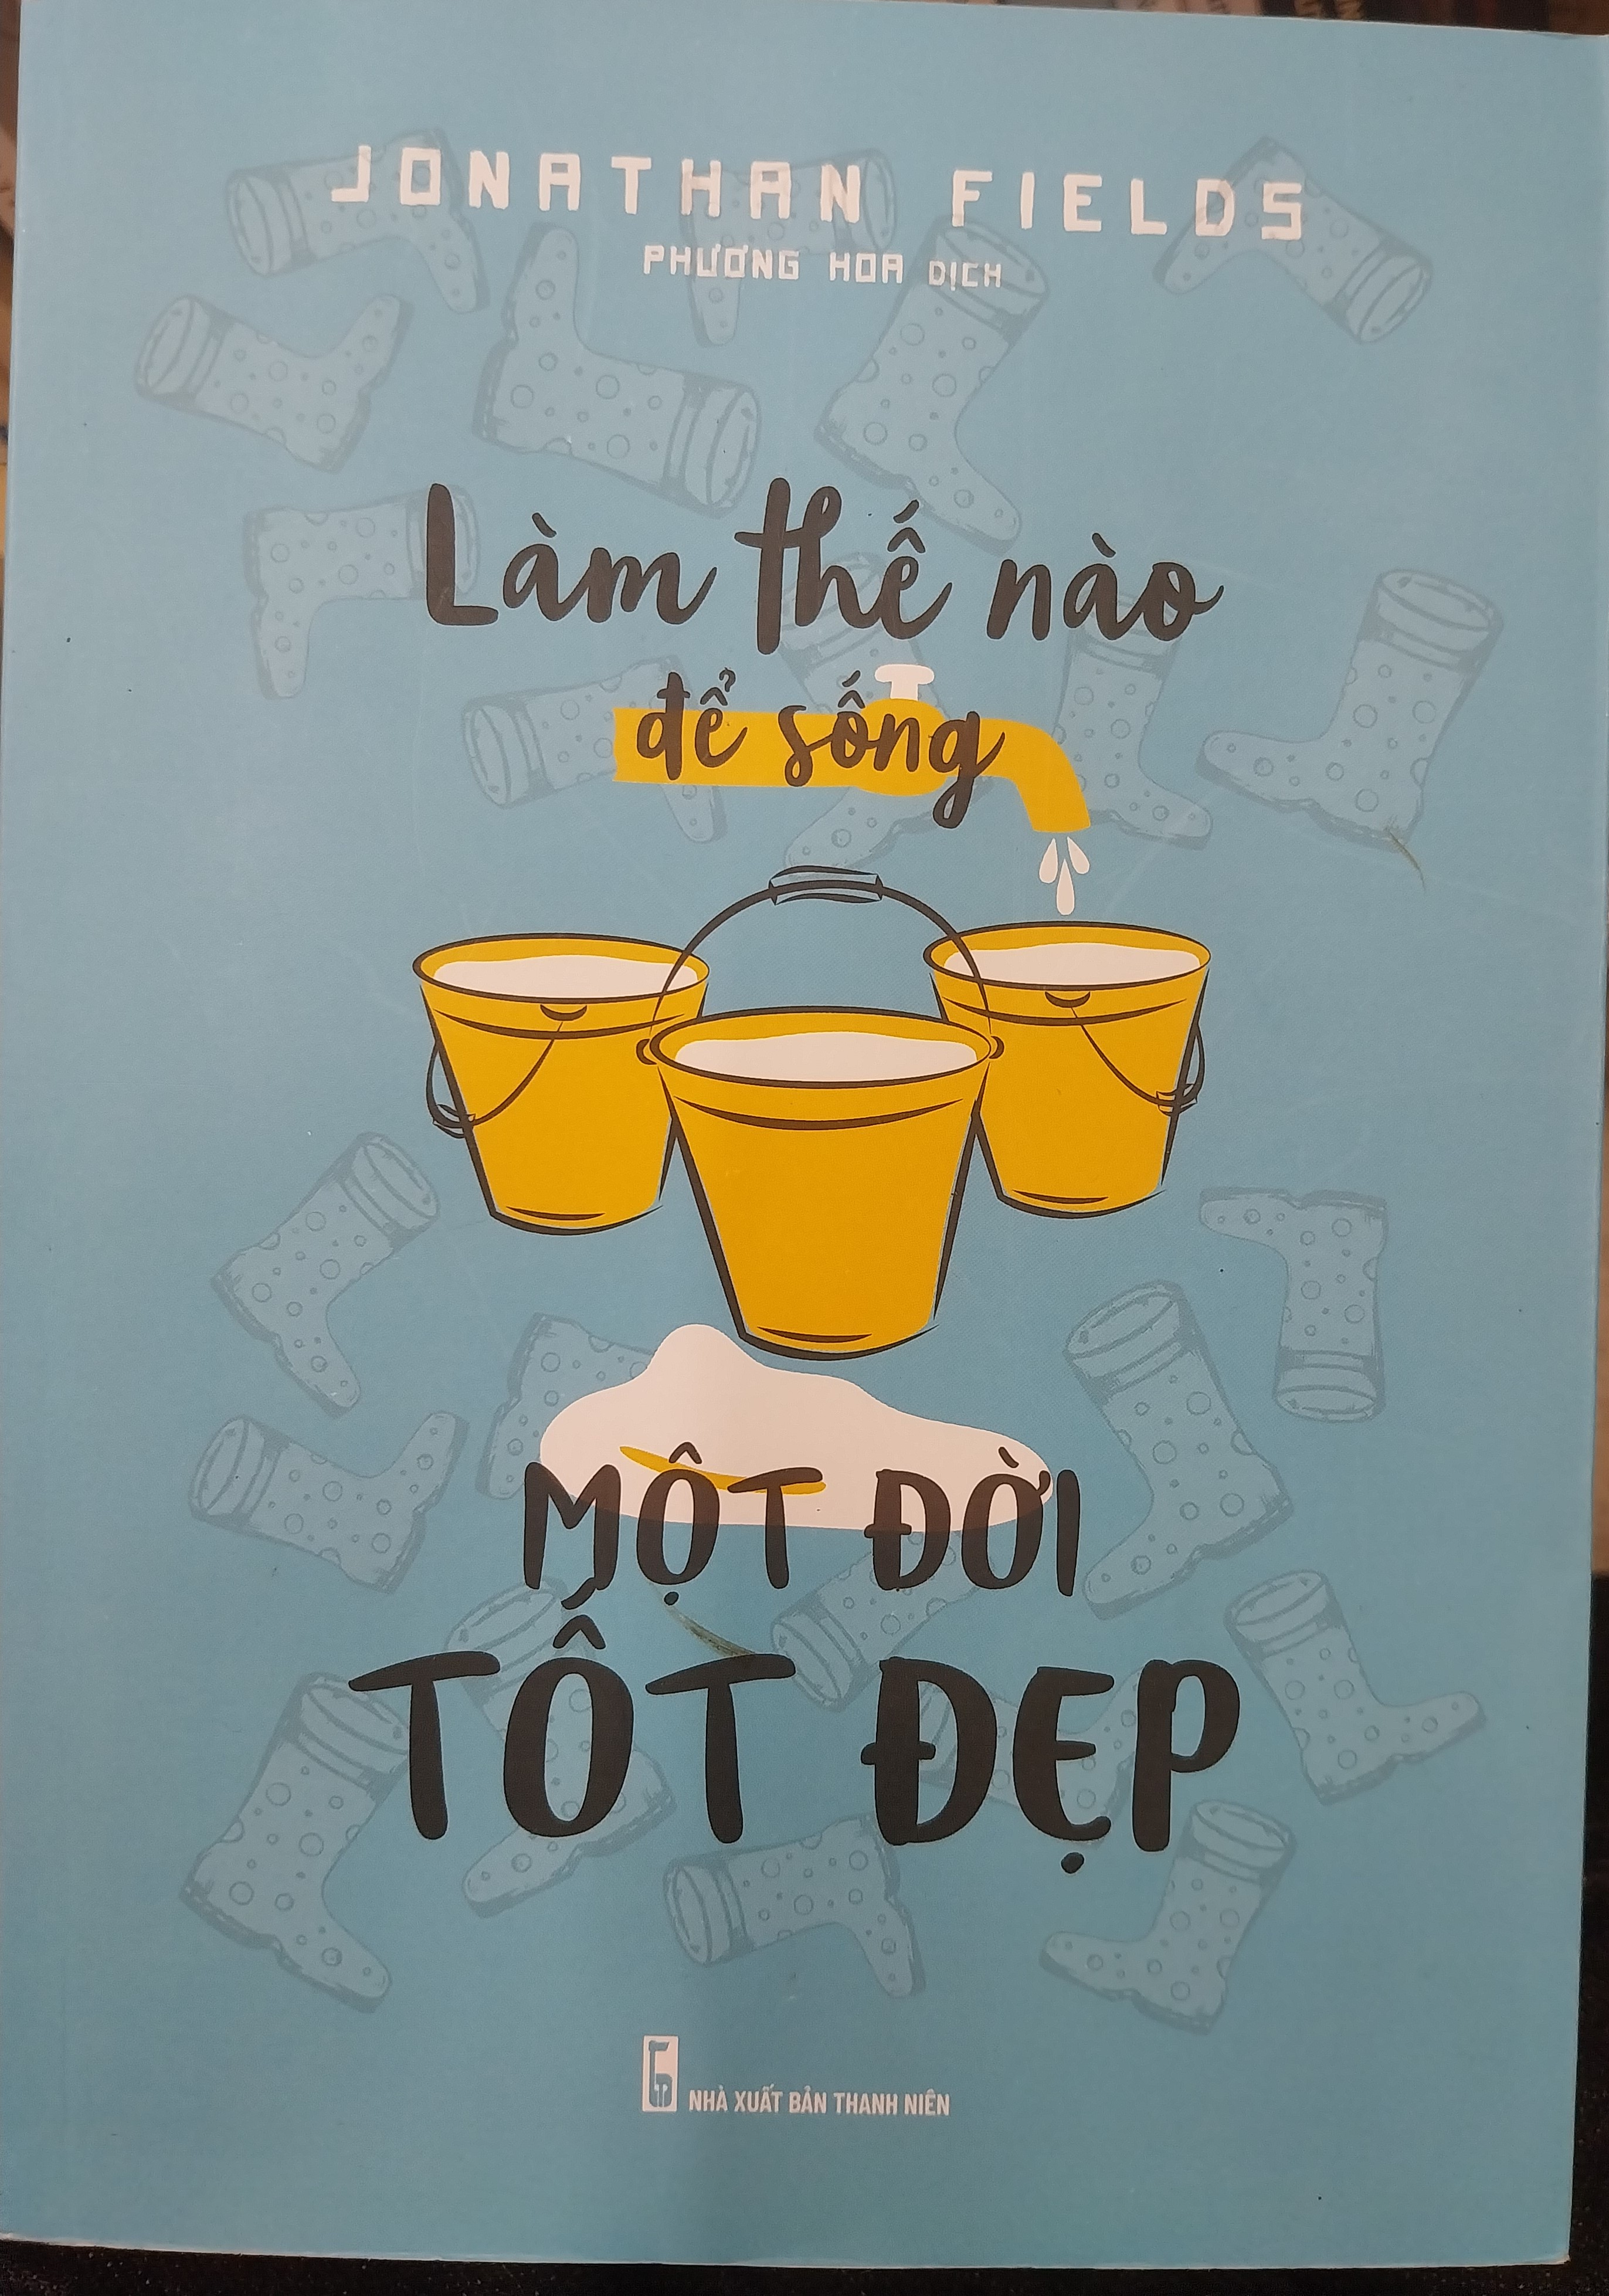 JONATHAN FIELDS
PHƯƠNG HOA DỊCH
Làm thế nào
để sống
MỘT ĐỜI
TỐT ĐẸP
NHÀ XUẤT BẢN THANH NIÊN